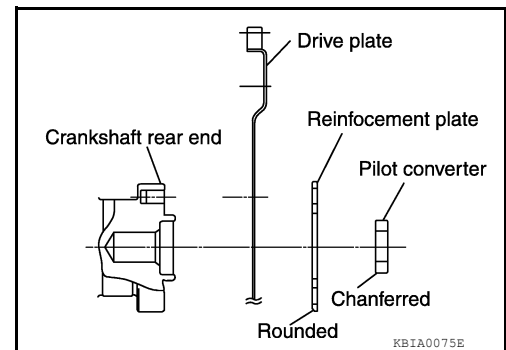 Drive plate
Reinfocement plate
Crankshaft rear end
Pilot converter
Chanferred
Rounded
KBIA0075E